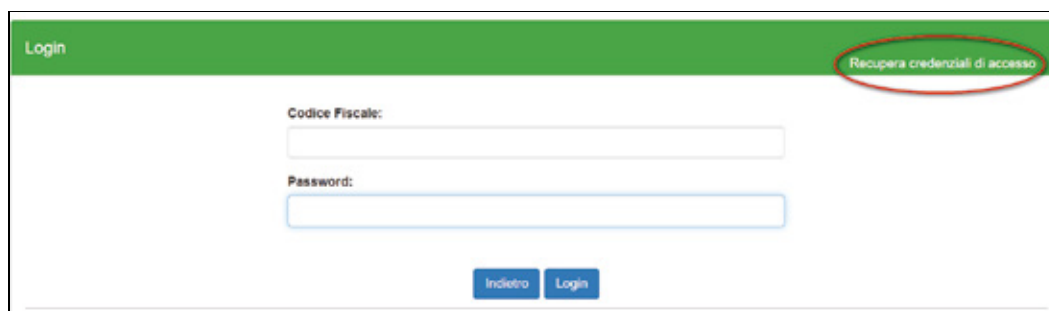 Login
Recupera credenziali di accesso
Codice Fiscale:
Password:
Indietro Login